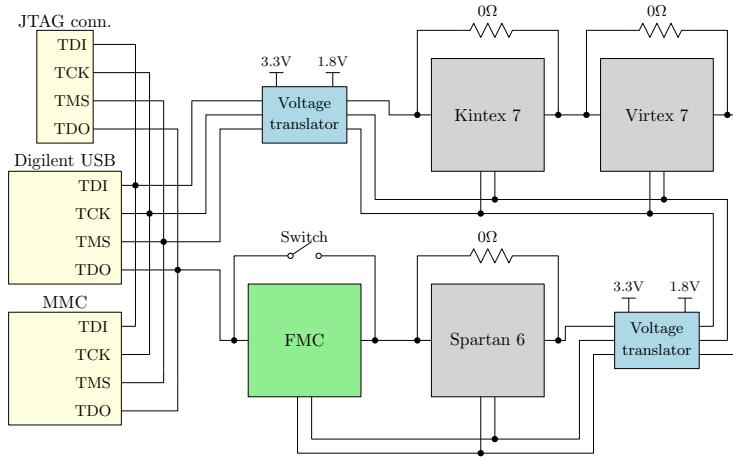 JTAG conn.
TDI
TCK
TMS
TDO
Digilent USB
TDI
TCK
TMS
TDO
MMC
TDI
TCK
TMS
TDO
3.3V
1.8V
Voltage
translator
0Ω
Kintex 7
0Ω
Virtex 7
Switch
FMC
0Ω
Spartan 6
3.3V
1.8V
Voltage
translator